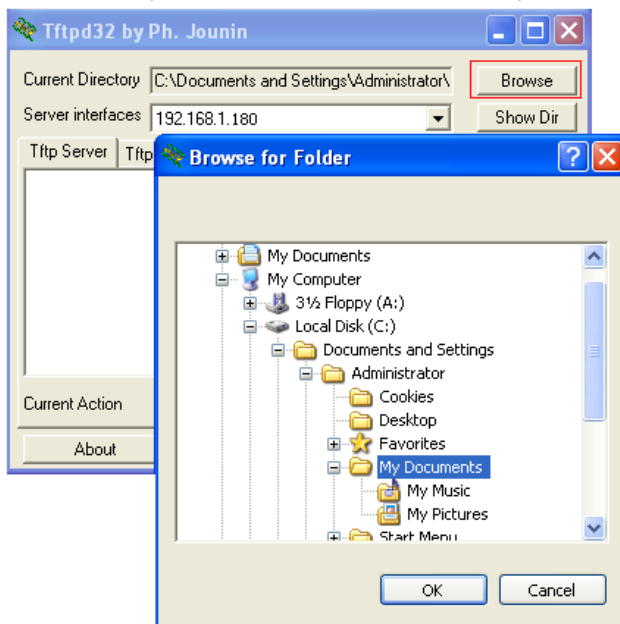 Tftpd32 by Ph. Jounin
Current Directory C:\Documents and Settings\Administrator\ Browse
Server interfaces 192.168.1.180 Show Dir
Tftp Server Tftp
Browse for Folder
My Documents
My Computer
3½ Floppy (A:)
Local Disk (C:)
Documents and Settings
Administrator
Cookies
Desktop
Favorites
My Documents
My Music
My Pictures
Start Menu
Current Action
About
OK Cancel